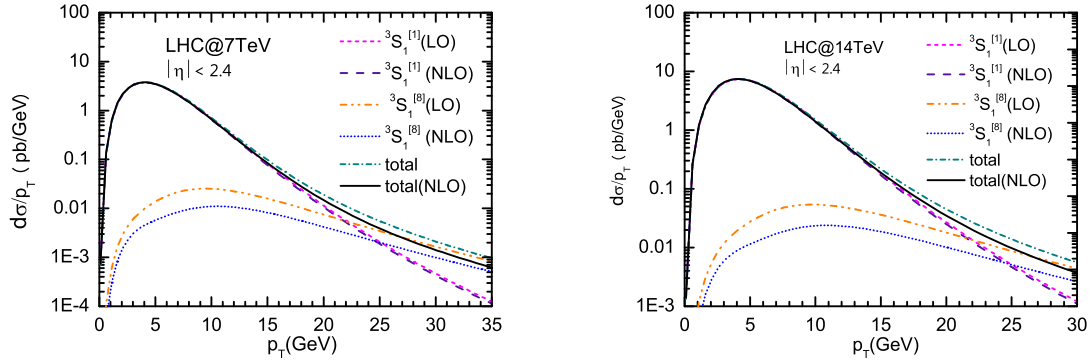 100
10
1
0.1
0.01
1E-3
1E-4
dσ/p_T ( pb/GeV)
LHC@7TeV
|η| < 2.4
³S₁^[1](LO)
³S₁^[1] (NLO)
³S₁^[8](LO)
³S₁^[8] (NLO)
total
total(NLO)
0 5 10 15 20 25 30 35
p_T(GeV)
100
10
1
0.1
0.01
1E-3
dσ/p_T ( pb/GeV)
LHC@14TeV
|η| < 2.4
³S₁^[1](LO)
³S₁^[1] (NLO)
³S₁^[8](LO)
³S₁^[8] (NLO)
total
total(NLO)
0 5 10 15 20 25 30
p_T(GeV)